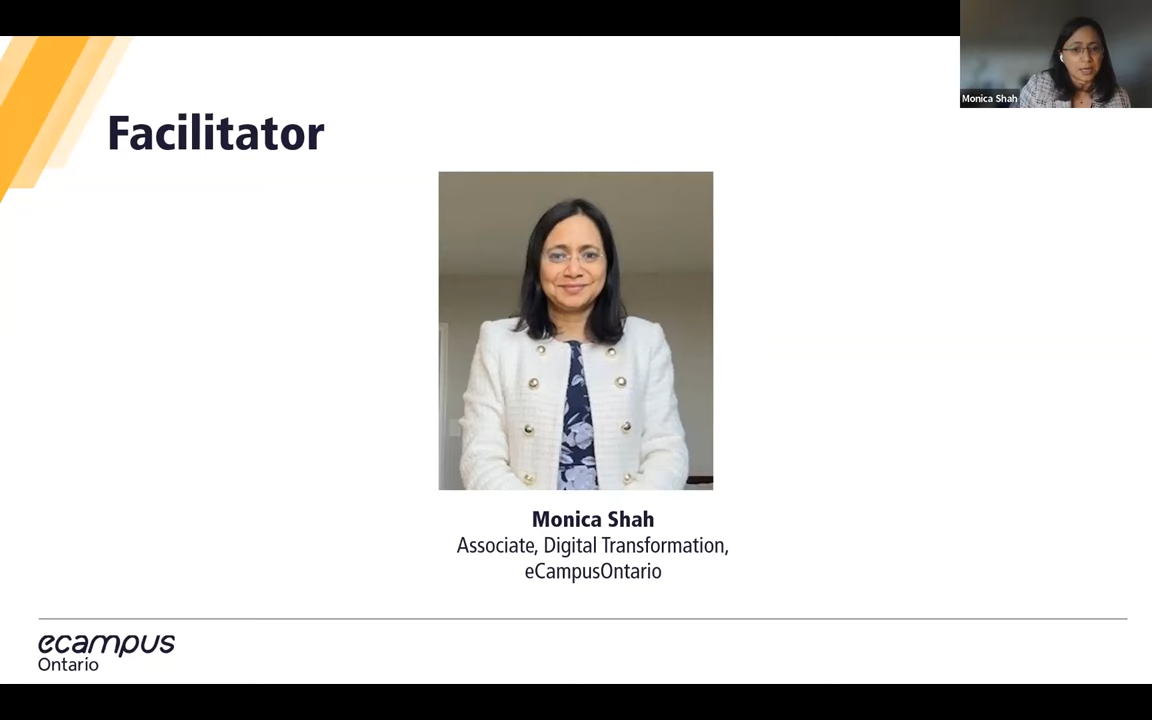 Monica Shah
Facilitator
Monica Shah
Associate, Digital Transformation,
eCampusOntario
ecampus
Ontario